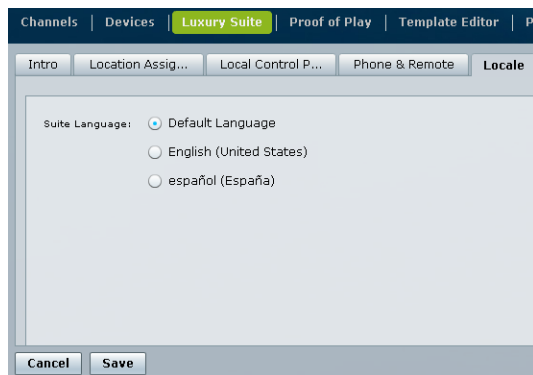 Channels | Devices | Luxury Suite | Proof of Play | Template Editor | P
Intro Location Assig... Local Control P... Phone & Remote Locale
Suite Language: Default Language
English (United States)
español (España)
Cancel Save